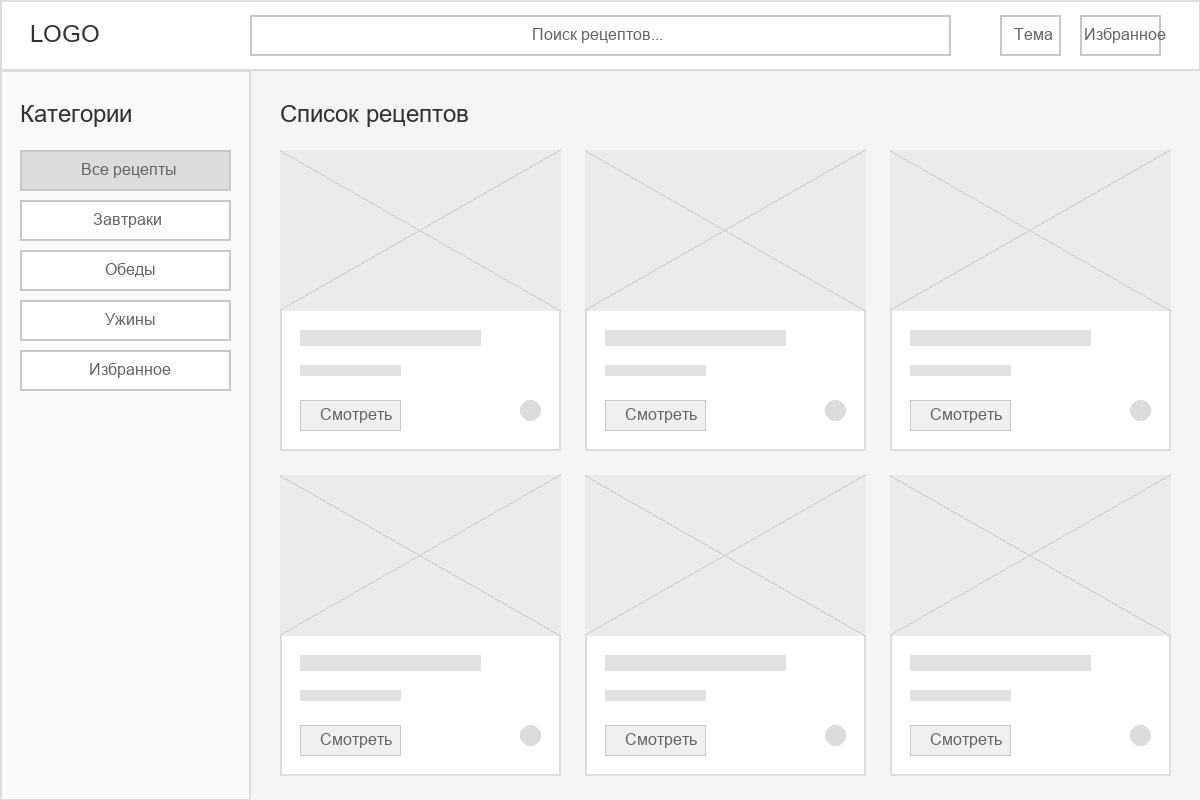 LOGO
Поиск рецептов...
Тема
Избранное
Категории
Все рецепты
Завтраки
Обеды
Ужины
Избранное
Список рецептов
Смотреть
Смотреть
Смотреть
Смотреть
Смотреть
Смотреть